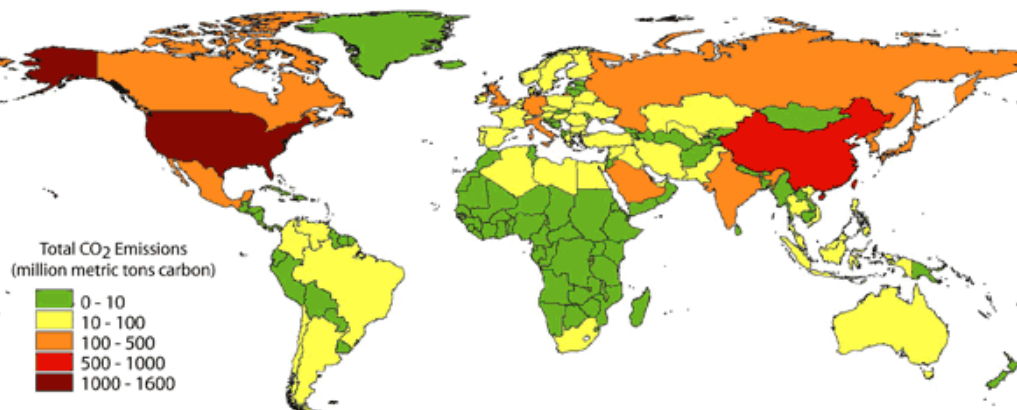 Total CO2 Emissions
(million metric tons carbon)
0 - 10
10 - 100
100 - 500
500 - 1000
1000 - 1600